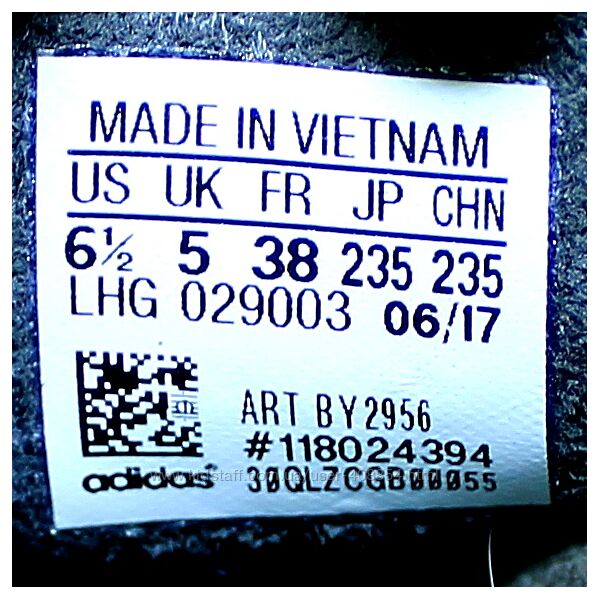 MADE IN VIETNAM
US UK FR JP CHN
6½ 5 38 235 235
LHG 029003 06/17
ART BY2956
#118024394
adidas 30QLZCGB00055